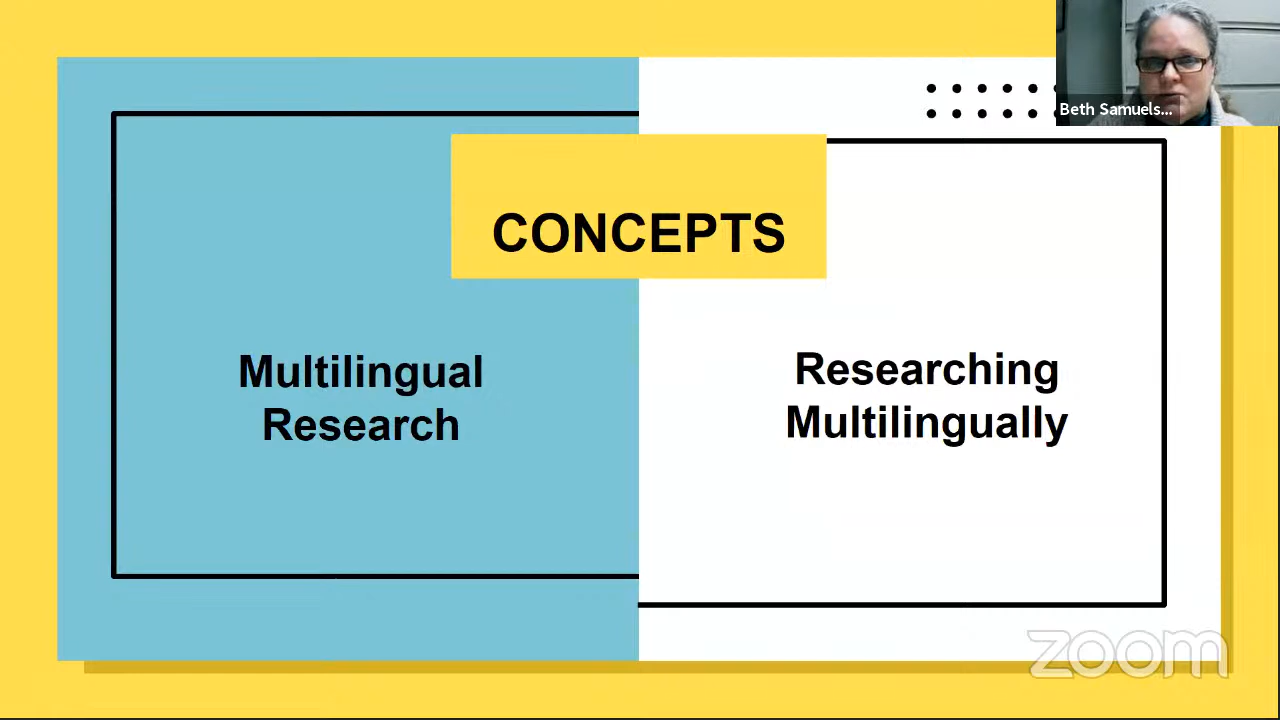 Beth Samuels...
CONCEPTS
Multilingual
Research
Researching
Multilingually
zoom